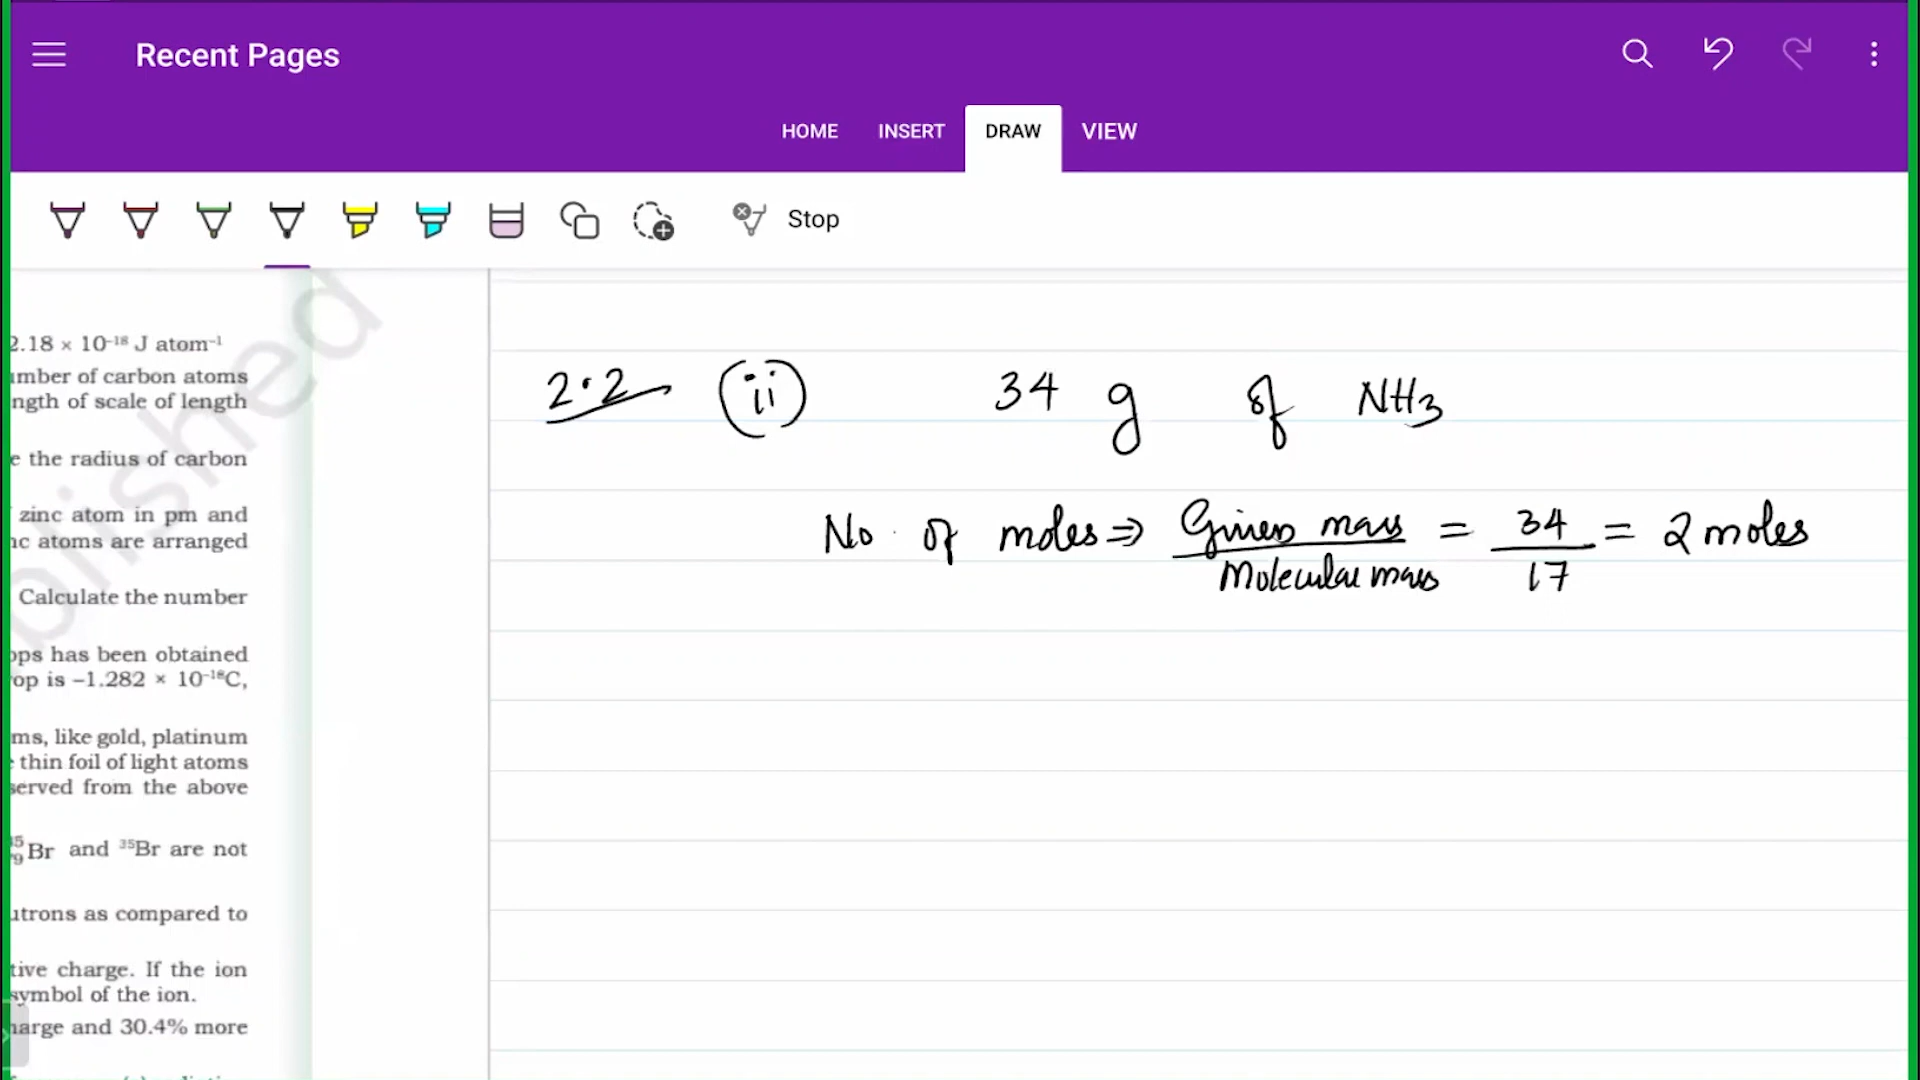 Recent Pages
HOME INSERT DRAW VIEW
Stop
2.18 × 10⁻¹⁸ J atom⁻¹
mber of carbon atoms
ngth of scale of length
e the radius of carbon
zinc atom in pm and
nc atoms are arranged
Calculate the number
ops has been obtained
rop is –1.282 × 10⁻¹⁸C,
ms, like gold, platinum
thin foil of light atoms
served from the above
Br and ³⁵Br are not
utrons as compared to
tive charge. If the ion
symbol of the ion.
harge and 30.4% more
blished
2.2 (ii) 34 g of NH₃
No. of moles ⇒ Given mass / Molecular mass = 34 / 17 = 2 moles